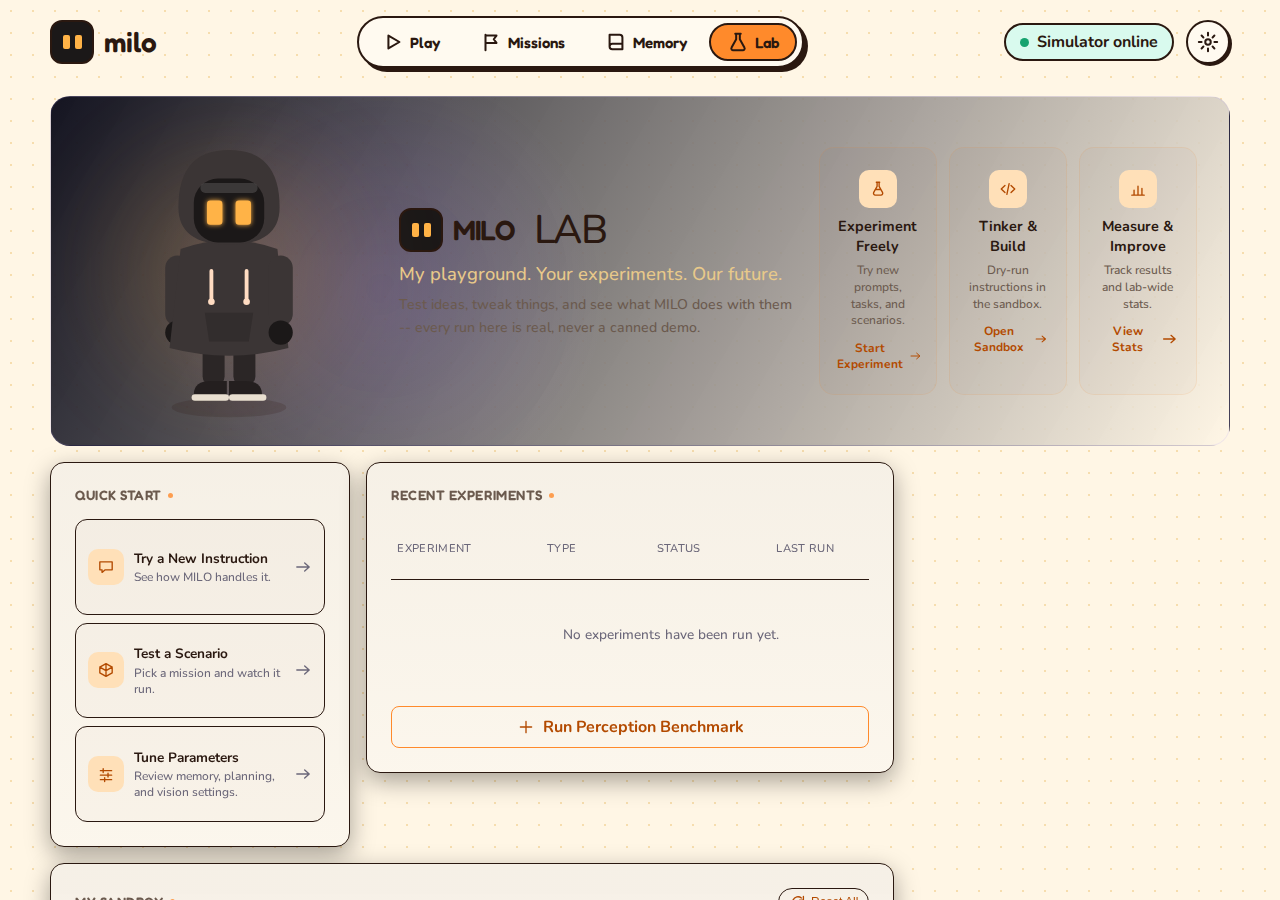 milo
Play
Missions
Memory
Lab
Simulator online
MILO LAB
My playground. Your experiments. Our future.
Test ideas, tweak things, and see what MILO does with them
— every run here is real, never a canned demo.
Experiment
Freely
Try new
prompts,
tasks, and
scenarios.
Start
Experiment
Tinker &
Build
Dry-run
instructions in
the sandbox.
Open
Sandbox
Measure &
Improve
Track results
and lab-wide
stats.
View
Stats
QUICK START
Try a New Instruction
See how MILO handles it.
Test a Scenario
Pick a mission and watch it
run.
Tune Parameters
Review memory, planning,
and vision settings.
RECENT EXPERIMENTS
EXPERIMENT TYPE STATUS LAST RUN
No experiments have been run yet.
Run Perception Benchmark
MY SANDBOX
Reset All